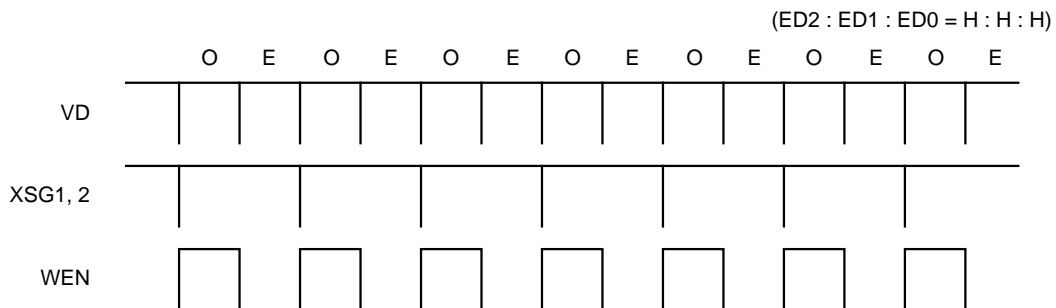 (ED2 : ED1 : ED0 = H : H : H)
O E O E O E O E O E O E O E
VD
XSG1, 2
WEN